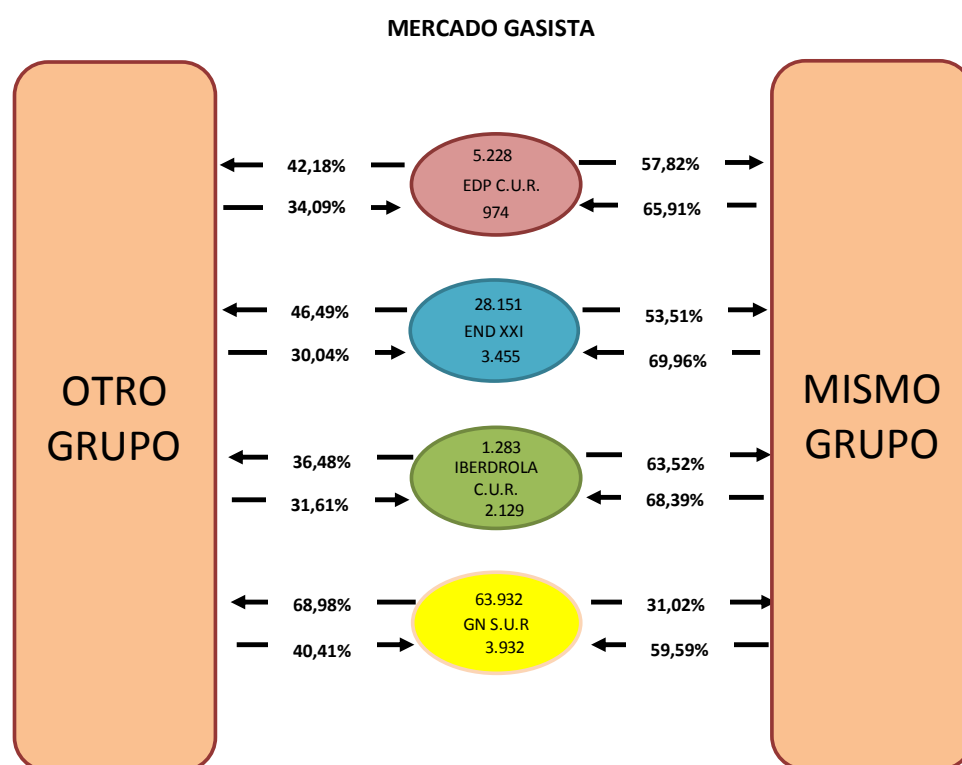 MERCADO GASISTA
OTRO
GRUPO
42,18%
34,09%
5.228
EDP C.U.R.
974
57,82%
65,91%
46,49%
30,04%
28.151
END XXI
3.455
53,51%
69,96%
36,48%
31,61%
1.283
IBERDROLA
C.U.R.
2.129
63,52%
68,39%
68,98%
40,41%
63.932
GN S.U.R
3.932
31,02%
59,59%
MISMO
GRUPO